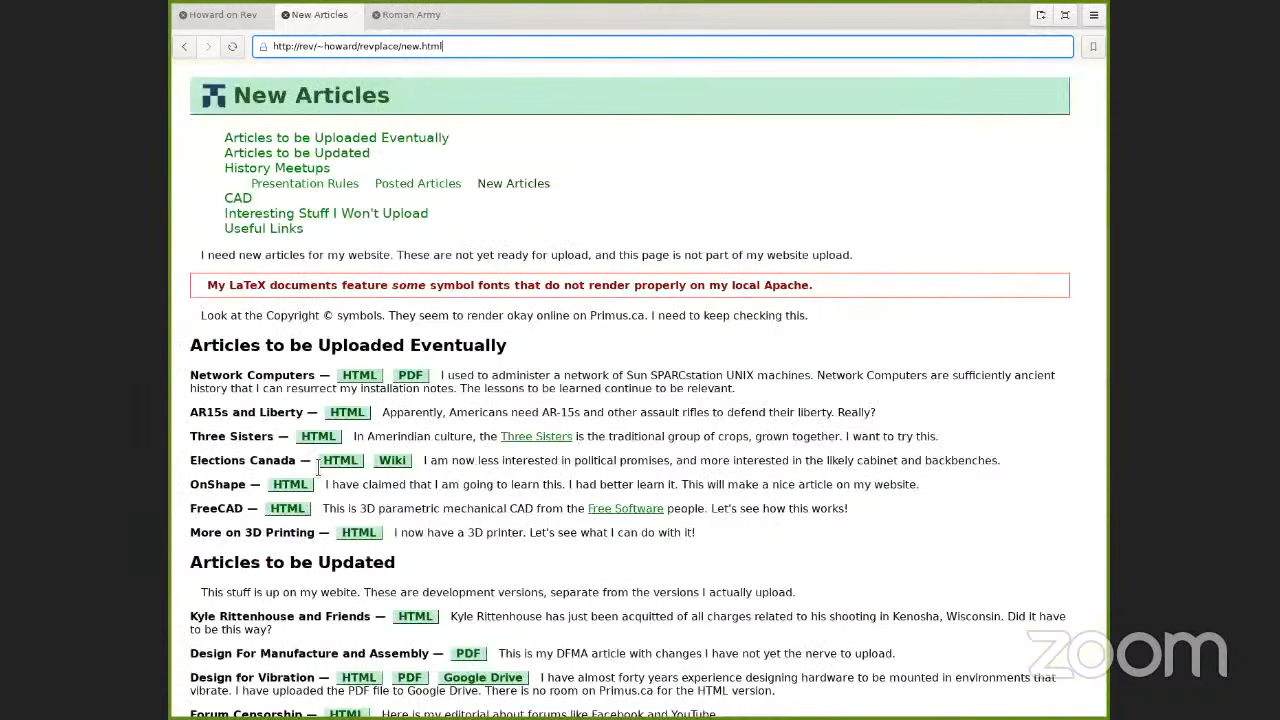 Howard on Rev
New Articles
Roman Army
http://rev/~howard/revplace/new.html
New Articles
Articles to be Uploaded Eventually
Articles to be Updated
History Meetups
Presentation Rules Posted Articles New Articles
CAD
Interesting Stuff I Won't Upload
Useful Links
I need new articles for my website. These are not yet ready for upload, and this page is not part of my website upload.
My LaTeX documents feature some symbol fonts that do not render properly on my local Apache.
Look at the Copyright © symbols. They seem to render okay online on Primus.ca. I need to keep checking this.
Articles to be Uploaded Eventually
Network Computers — HTML PDF I used to administer a network of Sun SPARCstation UNIX machines. Network Computers are sufficiently ancient
history that I can resurrect my installation notes. The lessons to be learned continue to be relevant.
AR15s and Liberty — HTML Apparently, Americans need AR-15s and other assault rifles to defend their liberty. Really?
Three Sisters — HTML In Amerindian culture, the Three Sisters is the traditional group of crops, grown together. I want to try this.
Elections Canada — HTML Wiki I am now less interested in political promises, and more interested in the likely cabinet and backbenches.
OnShape — HTML I have claimed that I am going to learn this. I had better learn it. This will make a nice article on my website.
FreeCAD — HTML This is 3D parametric mechanical CAD from the Free Software people. Let's see how this works!
More on 3D Printing — HTML I now have a 3D printer. Let's see what I can do with it!
Articles to be Updated
This stuff is up on my webite. These are development versions, separate from the versions I actually upload.
Kyle Rittenhouse and Friends — HTML Kyle Rittenhouse has just been acquitted of all charges related to his shooting in Kenosha, Wisconsin. Did it have
to be this way?
Design For Manufacture and Assembly — PDF This is my DFMA article with changes I have not yet the nerve to upload.
Design for Vibration — HTML PDF Google Drive I have almost forty years experience designing hardware to be mounted in environments that
vibrate. I have uploaded the PDF file to Google Drive. There is no room on Primus.ca for the HTML version.
Forum Censorship — HTML Here is my editorial about forums like Facebook and YouTube.
zoom